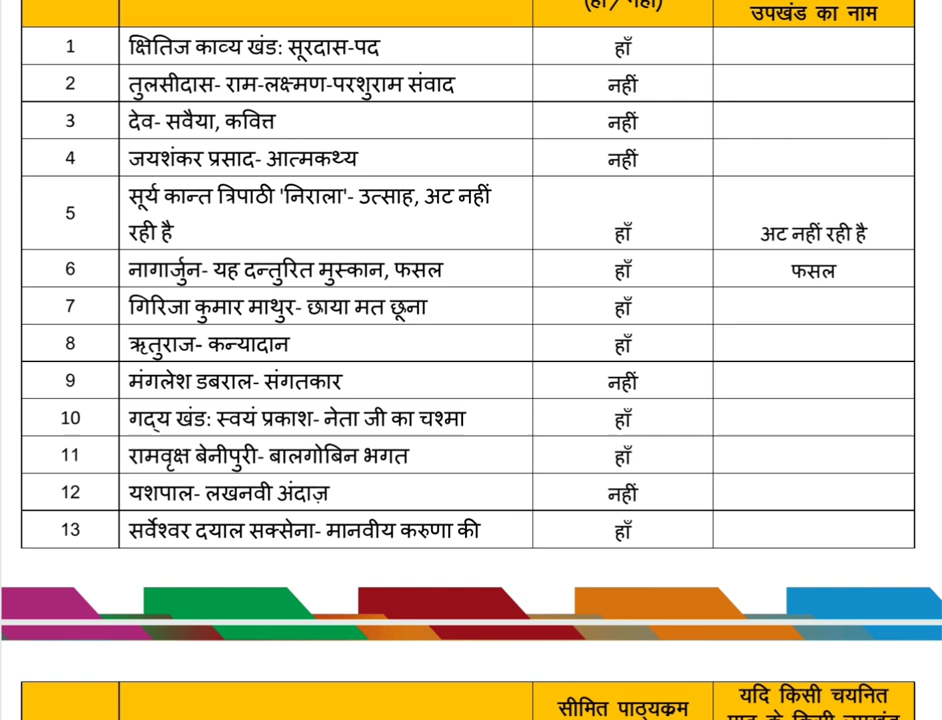 (हाँ / नहीं)
उपखंड का नाम
1 क्षितिज काव्य खंड: सूरदास-पद हाँ
2 तुलसीदास- राम-लक्ष्मण-परशुराम संवाद नहीं
3 देव- सवैया, कवित्त नहीं
4 जयशंकर प्रसाद- आत्मकथ्य नहीं
5 सूर्य कान्त त्रिपाठी 'निराला'- उत्साह, अट नहीं
रही है हाँ अट नहीं रही है
6 नागार्जुन- यह दन्तुरित मुस्कान, फसल हाँ फसल
7 गिरिजा कुमार माथुर- छाया मत छूना हाँ
8 ऋतुराज- कन्यादान हाँ
9 मंगलेश डबराल- संगतकार नहीं
10 गद्य खंड: स्वयं प्रकाश- नेता जी का चश्मा हाँ
11 रामवृक्ष बेनीपुरी- बालगोबिन भगत हाँ
12 यशपाल- लखनवी अंदाज़ नहीं
13 सर्वेश्वर दयाल सक्सेना- मानवीय करुणा की हाँ
यदि किसी चयनित
सीमित पाठ्यक्रम